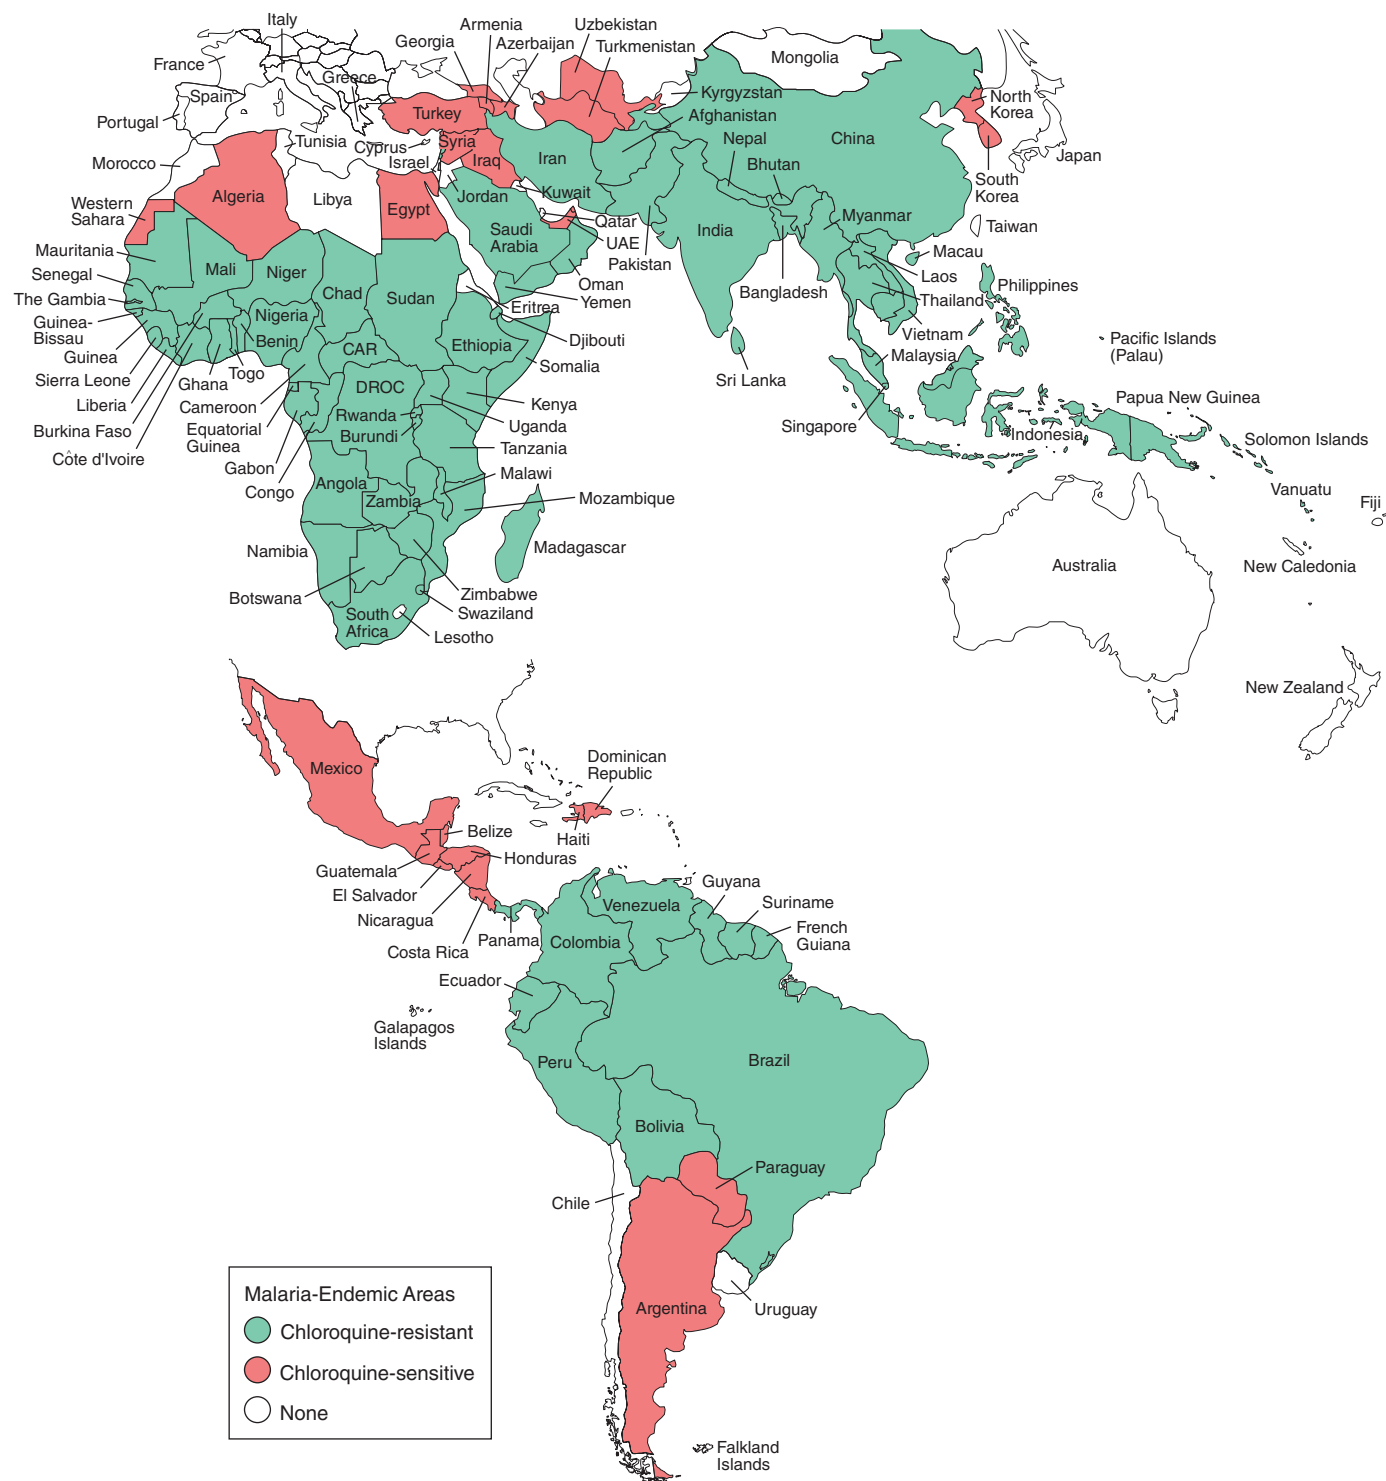 Italy
Armenia
Uzbekistan
Georgia
Azerbaijan
Turkmenistan
France
Greece
Mongolia
Spain
Kyrgyzstan
North
Korea
Portugal
Turkey
Afghanistan
Tunisia
Cyprus
Syria
Nepal
China
Morocco
Israel
Iraq
Iran
Bhutan
Japan
Western
Sahara
Algeria
Libya
Egypt
Jordan
Kuwait
South
Korea
Saudi
Arabia
Qatar
India
Myanmar
Taiwan
Mauritania
UAE
Macau
Senegal
Mali
Niger
Pakistan
Laos
The Gambia
Chad
Sudan
Oman
Bangladesh
Thailand
Philippines
Guinea-
Bissau
Nigeria
Eritrea
Yemen
Vietnam
Guinea
Benin
CAR
Ethiopia
Djibouti
Malaysia
Pacific Islands
(Palau)
Sierra Leone
Ghana
Togo
DROC
Somalia
Sri Lanka
Liberia
Cameroon
Rwanda
Kenya
Papua New Guinea
Burkina Faso
Equatorial
Guinea
Burundi
Uganda
Singapore
Indonesia
Solomon Islands
Côte d'Ivoire
Gabon
Tanzania
Congo
Angola
Malawi
Vanuatu
Zambia
Mozambique
Fiji
Namibia
Madagascar
Australia
New Caledonia
Botswana
Zimbabwe
Swaziland
South
Africa
Lesotho
New Zealand
Mexico
Dominican
Republic
Belize
Haiti
Guatemala
Honduras
El Salvador
Nicaragua
Guyana
Venezuela
Suriname
Costa Rica
Panama
Colombia
French
Guiana
Ecuador
Galapagos
Islands
Peru
Brazil
Bolivia
Paraguay
Chile
Argentina
Uruguay
Malaria-Endemic Areas
Chloroquine-resistant
Chloroquine-sensitive
None
Falkland
Islands